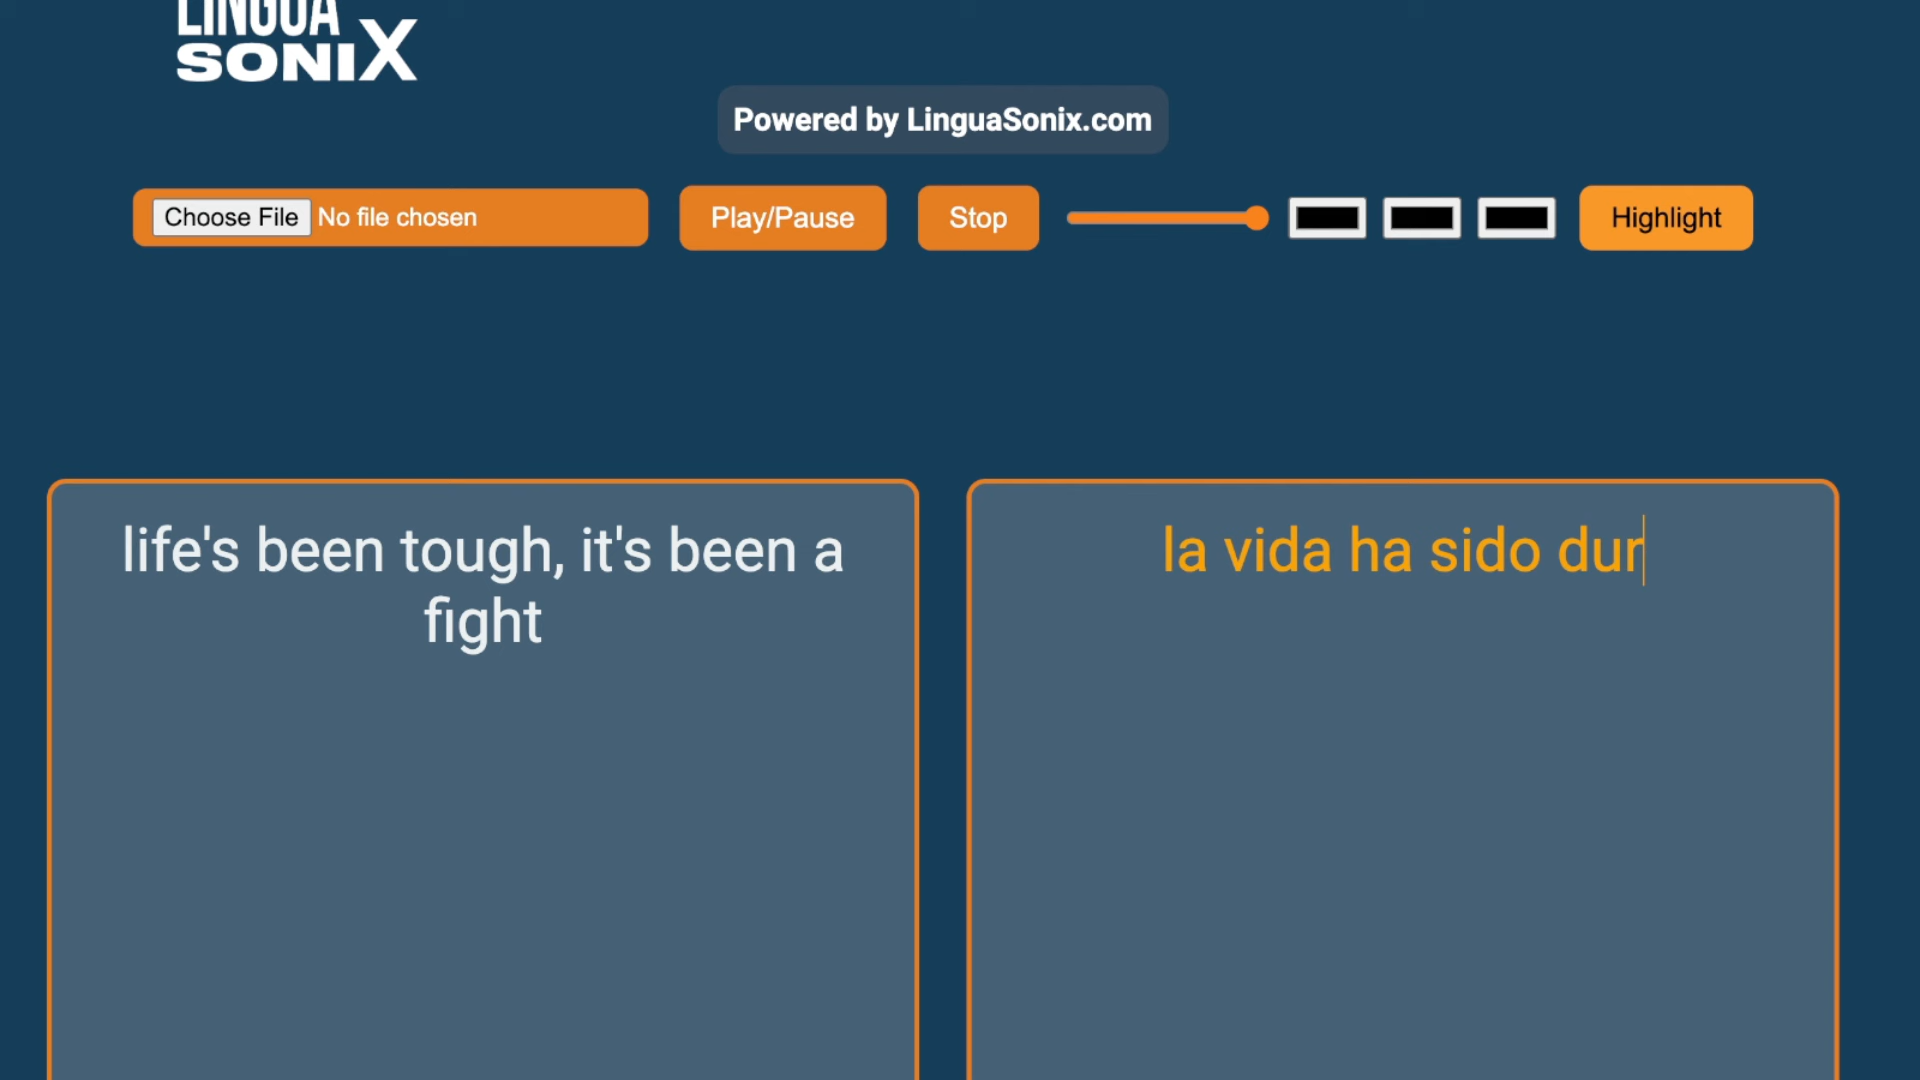 LINGUA
SONIX
Powered by LinguaSonix.com
Choose File No file chosen
Play/Pause
Stop
Highlight
life's been tough, it's been a
fight
la vida ha sido dur